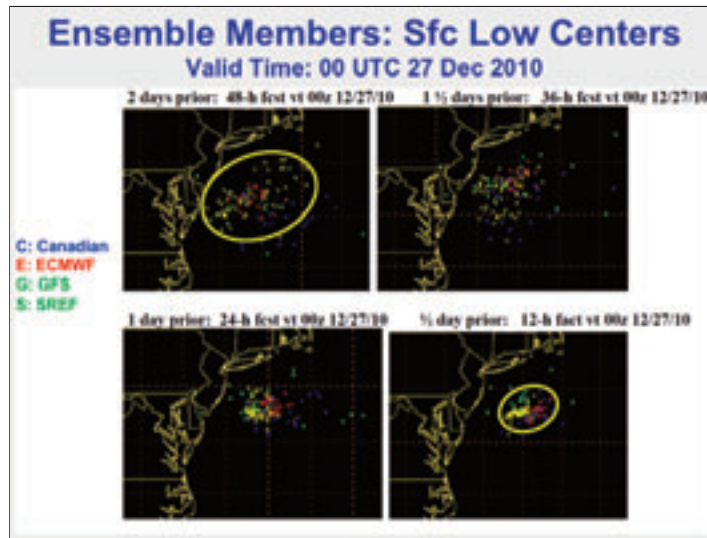 Ensemble Members: Sfc Low Centers
Valid Time: 00 UTC 27 Dec 2010
2 days prior: 48-h fcst vt 00z 12/27/10
1 ½ days prior: 36-h fcst vt 00z 12/27/10
C: Canadian
E: ECMWF
G: GFS
S: SREF
1 day prior: 24-h fcst vt 00z 12/27/10
½ day prior: 12-h fact vt 00z 12/27/10